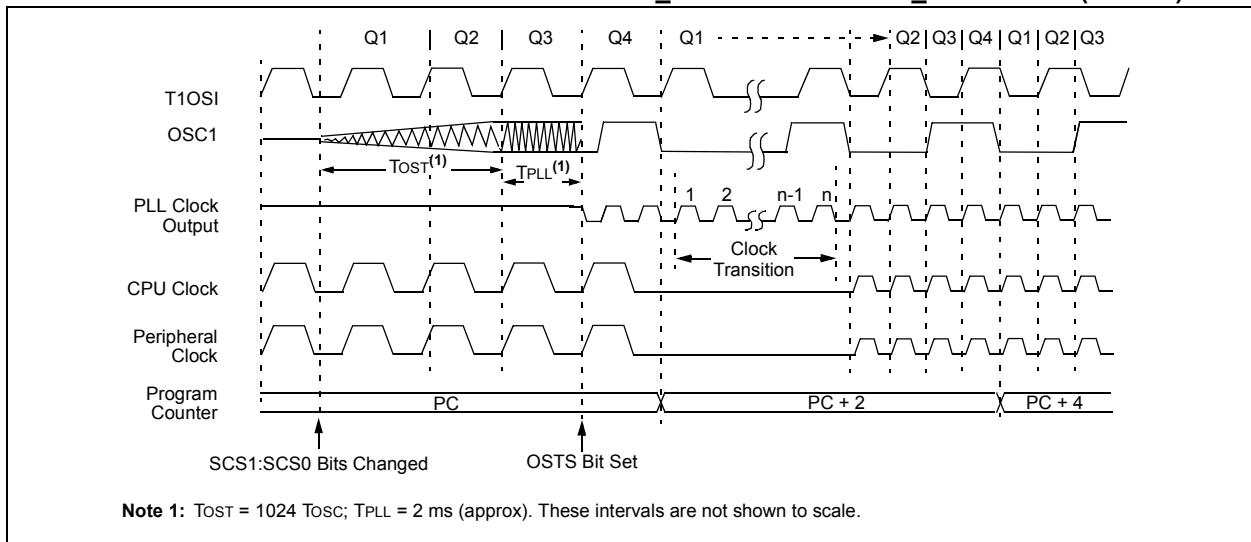 Q1 Q2 Q3 Q4 Q1 Q2 Q3 Q4 Q1 Q2 Q3
T1OSI
OSC1
TOST(1) TPLL(1)
1 2 n-1 n
PLL Clock
Output
Clock
Transition
CPU Clock
Peripheral
Clock
Program
Counter
PC PC + 2 PC + 4
SCS1:SCS0 Bits Changed OSTS Bit Set
Note 1: TOST = 1024 TOSC; TPLL = 2 ms (approx). These intervals are not shown to scale.